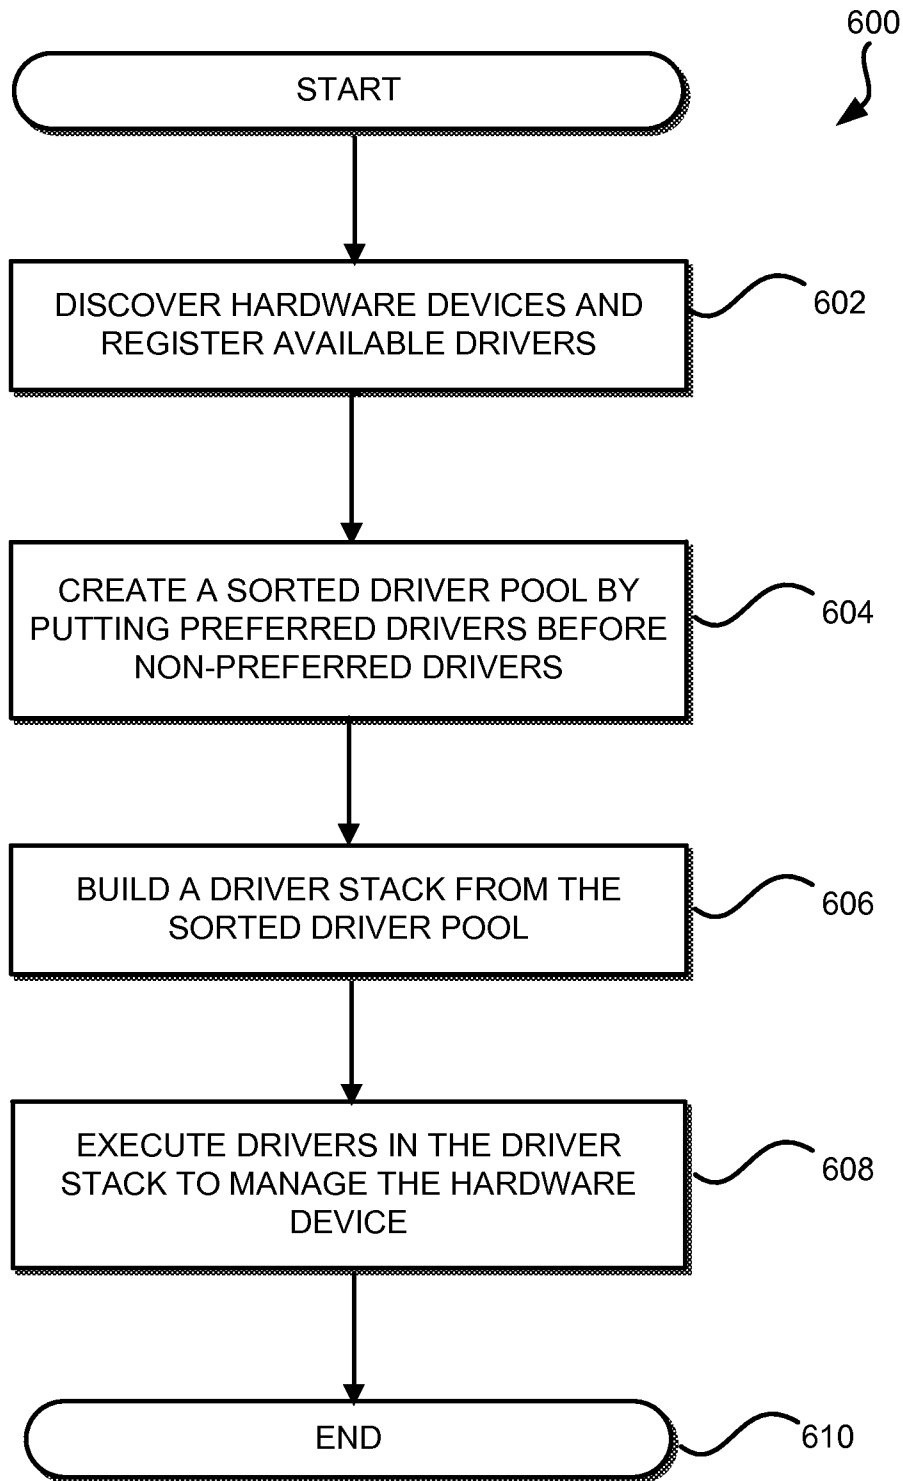 600
START
DISCOVER HARDWARE DEVICES AND
REGISTER AVAILABLE DRIVERS
602
CREATE A SORTED DRIVER POOL BY
PUTTING PREFERRED DRIVERS BEFORE
NON-PREFERRED DRIVERS
604
BUILD A DRIVER STACK FROM THE
SORTED DRIVER POOL
606
EXECUTE DRIVERS IN THE DRIVER
STACK TO MANAGE THE HARDWARE
DEVICE
608
END
610